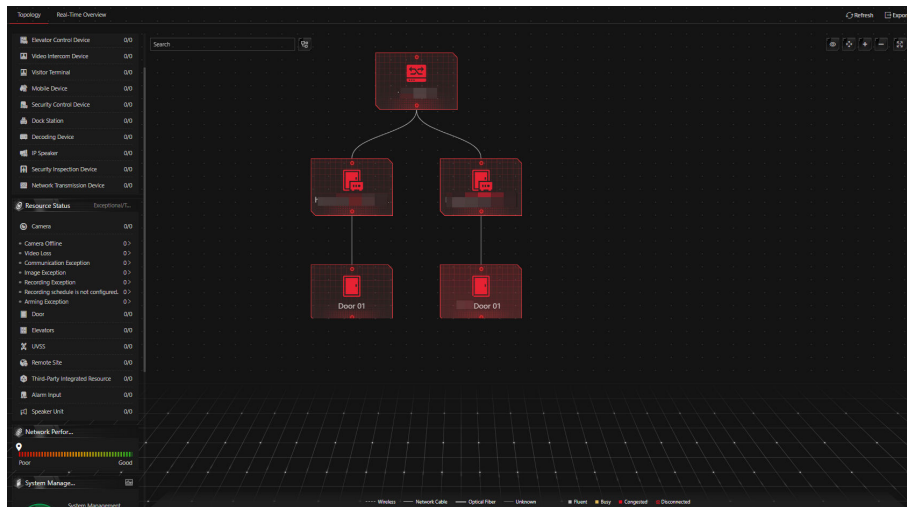 Topology Real-Time Overview
Refresh Export
Elevator Control Device 0/0
Video Intercom Device 0/0
Visitor Terminal 0/0
Mobile Device 0/0
Security Control Device 0/0
Dock Station 0/0
Decoding Device 0/0
IP Speaker 0/0
Security Inspection Device 0/0
Network Transmission Device 0/0
Resource Status Exceptional/T...
Camera 0/0
Camera Offline 0 >
Video Loss 0 >
Communication Exception 0 >
Image Exception 0 >
Recording Exception 0 >
Recording schedule is not configured. 0 >
Arming Exception 0 >
Door 0/0
Elevators 0/0
UVSS 0/0
Remote Site 0/0
Third-Party Integrated Resource 0/0
Alarm Input 0/0
Speaker Unit 0/0
Network Perfor...
Poor Good
System Manage...
System Management
Search
Door 01 Door 01
Wireless Network Cable Optical Fiber Unknown Fluent Busy Congested Disconnected